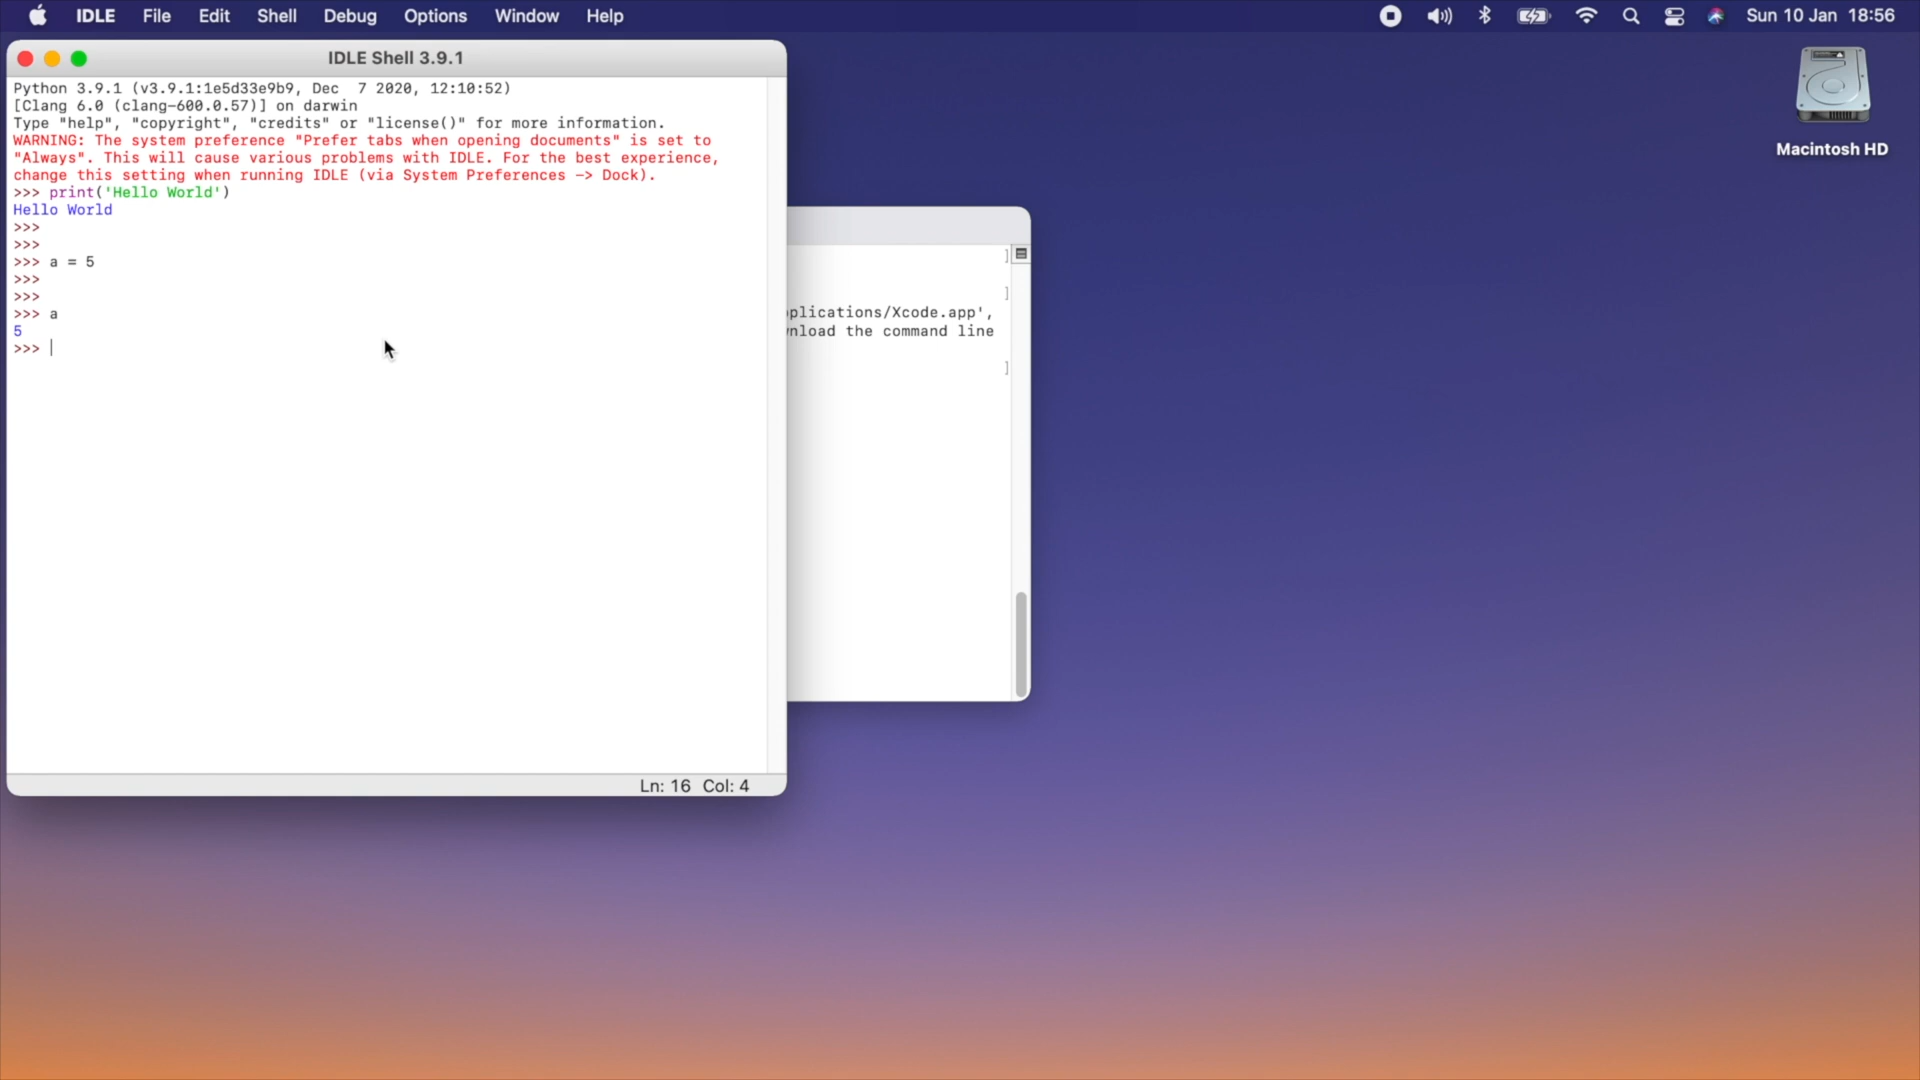 IDLE File Edit Shell Debug Options Window Help Sun 10 Jan 18:56
IDLE Shell 3.9.1
Python 3.9.1 (v3.9.1:1e5d33e9b9, Dec  7 2020, 12:10:52)
[Clang 6.0 (clang-600.0.57)] on darwin
Type "help", "copyright", "credits" or "license()" for more information.
WARNING: The system preference "Prefer tabs when opening documents" is set to
"Always". This will cause various problems with IDLE. For the best experience,
change this setting when running IDLE (via System Preferences -> Dock).
>>> print('Hello World')
Hello World
>>>
>>>
>>> a = 5
>>>
>>>
>>> a
5
>>>
Ln: 16 Col: 4
]
]
plications/Xcode.app',
nload the command line
]
Macintosh HD